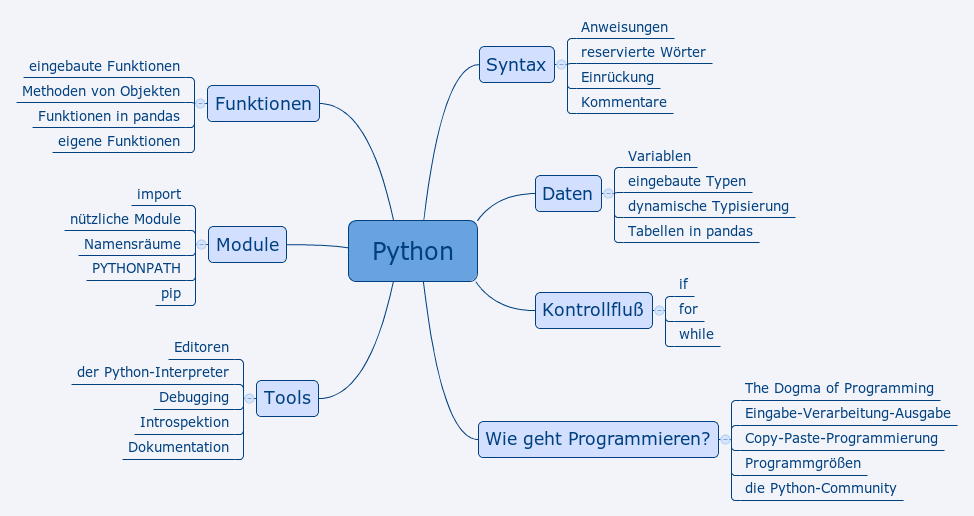 Python
Syntax
Anweisungen
reservierte Wörter
Einrückung
Kommentare
Daten
Variablen
eingebaute Typen
dynamische Typisierung
Tabellen in pandas
Kontrollfluß
if
for
while
Wie geht Programmieren?
The Dogma of Programming
Eingabe-Verarbeitung-Ausgabe
Copy-Paste-Programmierung
Programmgrößen
die Python-Community
Funktionen
eingebaute Funktionen
Methoden von Objekten
Funktionen in pandas
eigene Funktionen
Module
import
nützliche Module
Namensräume
PYTHONPATH
pip
Tools
Editoren
der Python-Interpreter
Debugging
Introspektion
Dokumentation